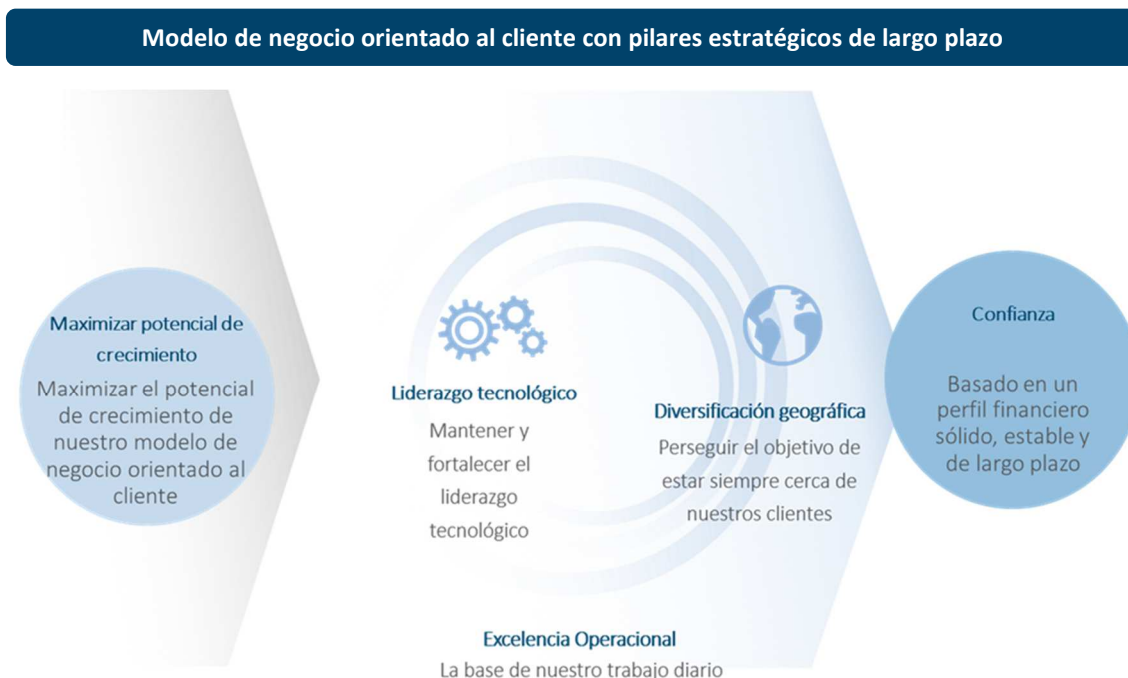 Modelo de negocio orientado al cliente con pilares estratégicos de largo plazo
Maximizar potencial de
crecimiento
Maximizar el potencial
de crecimiento de
nuestro modelo de
negocio orientado al
cliente
Liderazgo tecnológico
Mantener y
fortalecer el
liderazgo
tecnológico
Diversificación geográfica
Perseguir el objetivo de
estar siempre cerca de
nuestros clientes
Confianza
Basado en un
perfil financiero
sólido, estable y
de largo plazo
Excelencia Operacional
La base de nuestro trabajo diario